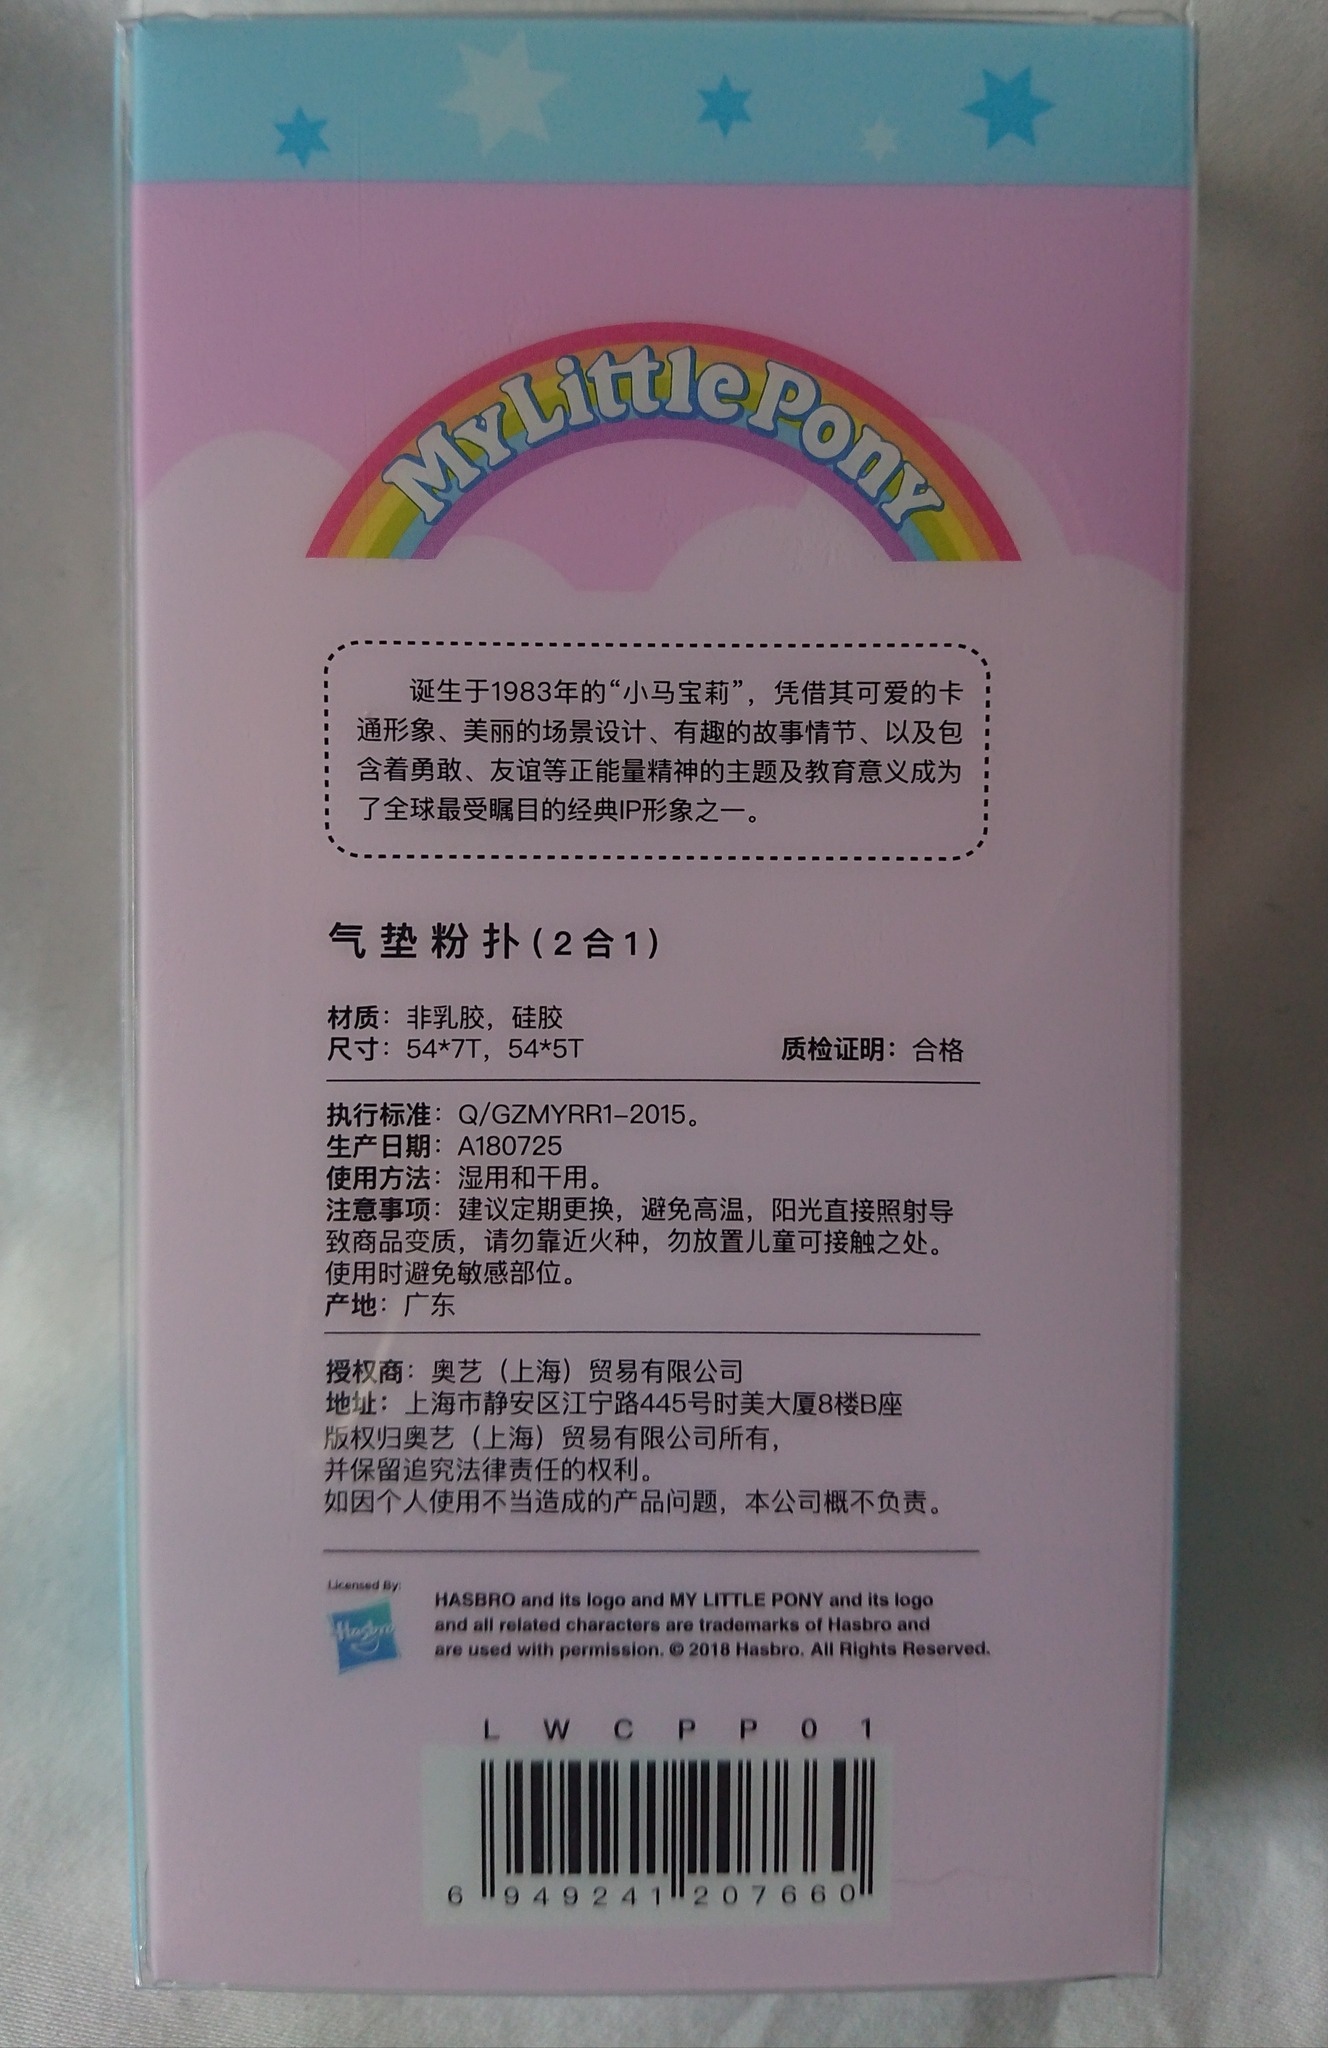 My Little Pony
诞生于1983年的“小马宝莉”，凭借其可爱的卡
通形象、美丽的场景设计、有趣的故事情节、以及包
含着勇敢、友谊等正能量精神的主题及教育意义成为
了全球最受瞩目的经典IP形象之一。
气垫粉扑(2合1)
材质：非乳胶，硅胶
尺寸：54*7T，54*5T 质检证明：合格
执行标准：Q/GZMYRR1-2015。
生产日期：A180725
使用方法：湿用和干用。
注意事项：建议定期更换，避免高温，阳光直接照射导
致商品变质，请勿靠近火种，勿放置儿童可接触之处。
使用时避免敏感部位。
产地：广东
授权商：奥艺（上海）贸易有限公司
地址：上海市静安区江宁路445号时美大厦8楼B座
版权归奥艺（上海）贸易有限公司所有，
并保留追究法律责任的权利。
如因个人使用不当造成的产品问题，本公司概不负责。
Licensed By:
Hasbro
HASBRO and its logo and MY LITTLE PONY and its logo
and all related characters are trademarks of Hasbro and
are used with permission. © 2018 Hasbro. All Rights Reserved.
LWCPP01
6 949241 207660